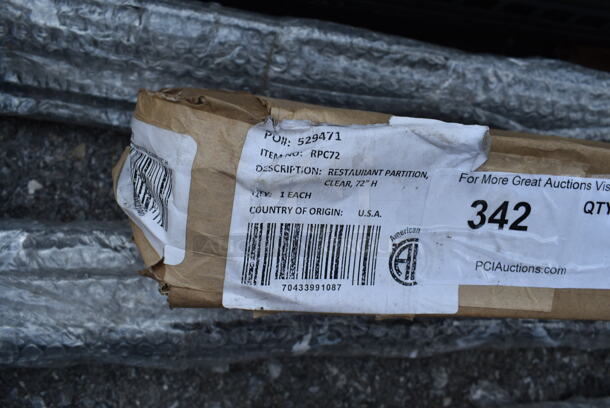 PO#: 529471
ITEM NO: RPC72
DESCRIPTION: RESTAURANT PARTITION,
CLEAR, 72" H
QTY: 1 EACH
COUNTRY OF ORIGIN: U.S.A.
70433991087
American
For More Great Auctions Vis
342
QTY
PCIAuctions.com